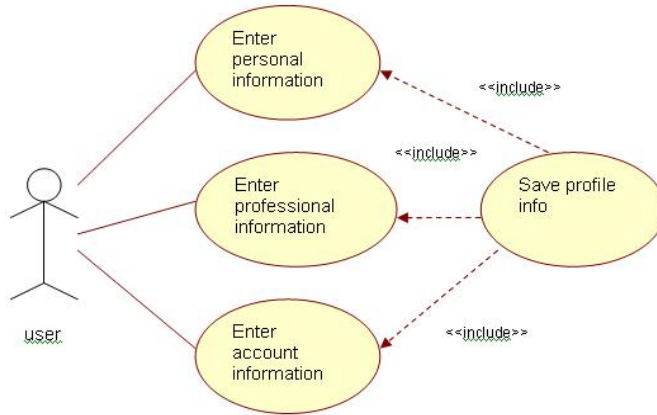 Enter
personal
information
<<include>>
<<include>>
Enter
professional
information
Save profile
info
user
Enter
account
information
<<include>>